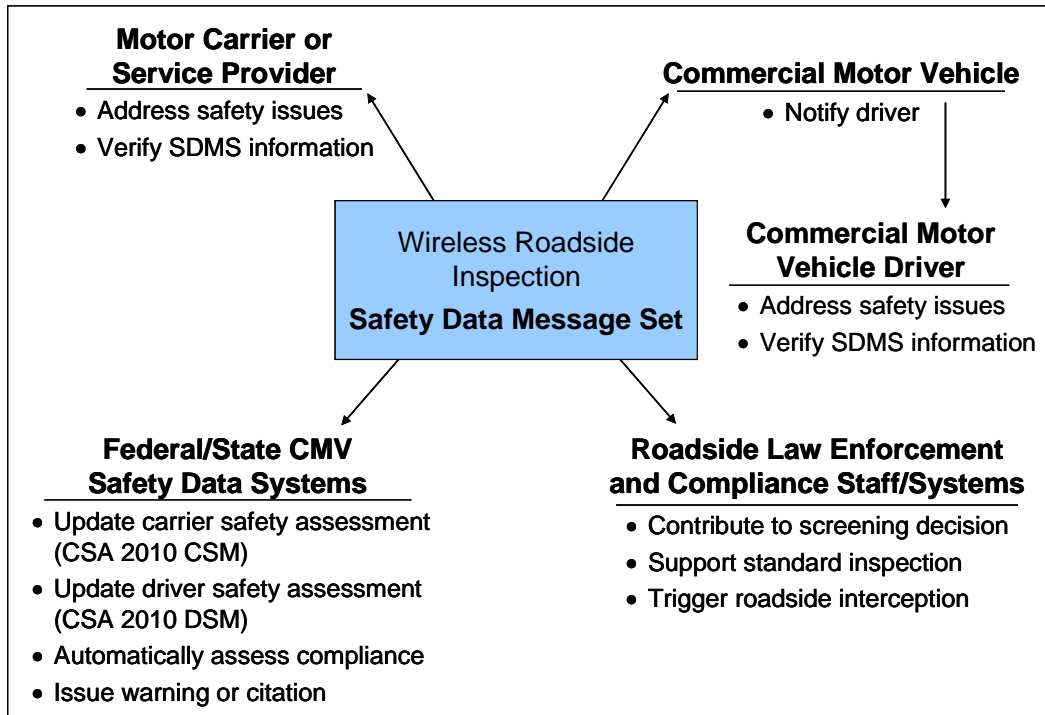 Motor Carrier or
Service Provider
• Address safety issues
• Verify SDMS information
Commercial Motor Vehicle
• Notify driver
Wireless Roadside
Inspection
Safety Data Message Set
Commercial Motor
Vehicle Driver
• Address safety issues
• Verify SDMS information
Federal/State CMV
Safety Data Systems
• Update carrier safety assessment
(CSA 2010 CSM)
• Update driver safety assessment
(CSA 2010 DSM)
• Automatically assess compliance
• Issue warning or citation
Roadside Law Enforcement
and Compliance Staff/Systems
• Contribute to screening decision
• Support standard inspection
• Trigger roadside interception